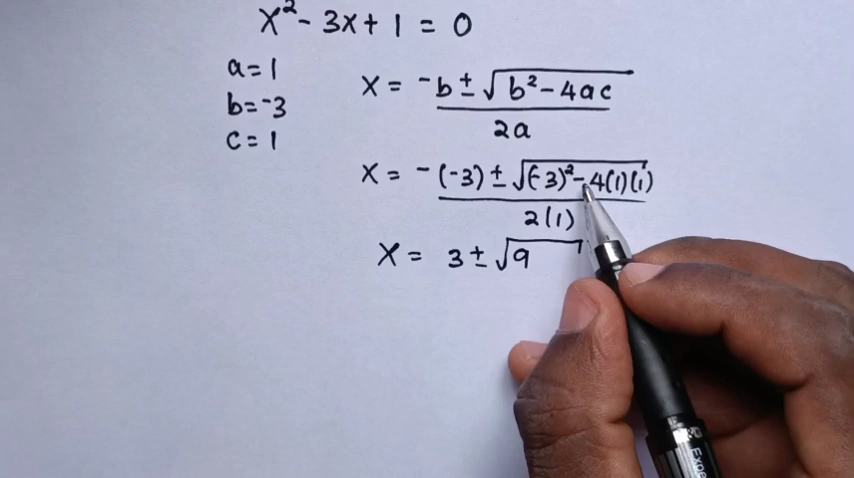 x² - 3x + 1 = 0
a = 1
b = -3
c = 1
x = -b ± √(b² - 4ac) / 2a
x = -(-3) ± √((-3)² - 4(1)(1)) / 2(1)
x = 3 ± √9
Expe